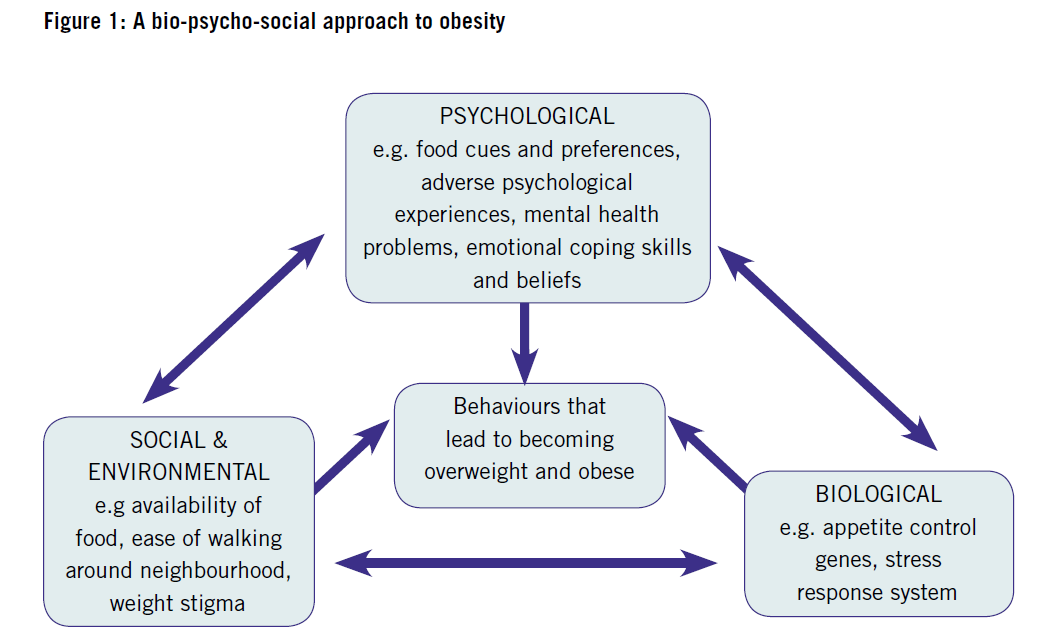 Figure 1: A bio-psycho-social approach to obesity
PSYCHOLOGICAL
e.g. food cues and preferences,
adverse psychological
experiences, mental health
problems, emotional coping skills
and beliefs
Behaviours that
lead to becoming
overweight and obese
SOCIAL &
ENVIRONMENTAL
e.g availability of
food, ease of walking
around neighbourhood,
weight stigma
BIOLOGICAL
e.g. appetite control
genes, stress
response system